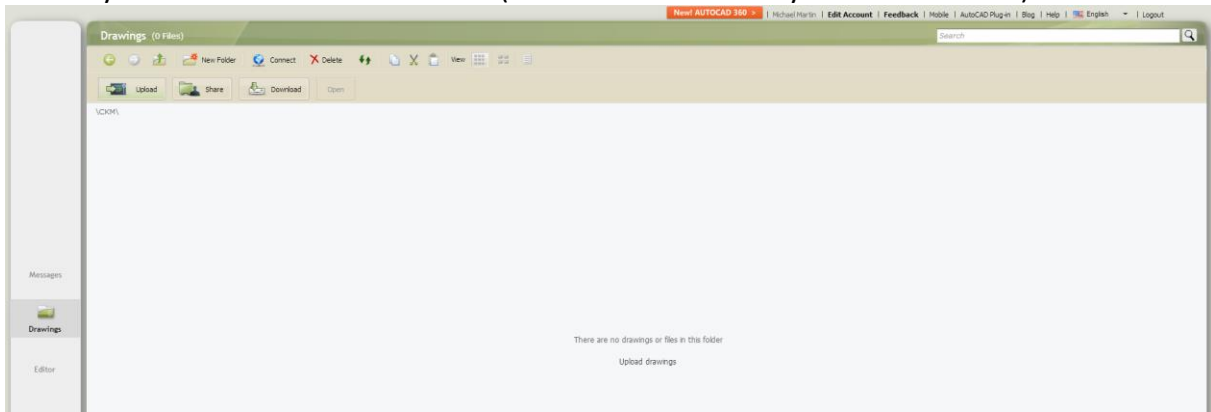 New! AUTOCAD 360 > | Michael Martin | Edit Account | Feedback | Mobile | AutoCAD Plug-in | Blog | Help | English | Logout
Drawings (0 Files)
Search
New Folder Connect Delete View
Upload Share Download Open
\CKM\
Messages
Drawings
There are no drawings or files in this folder
Upload drawings
Editor